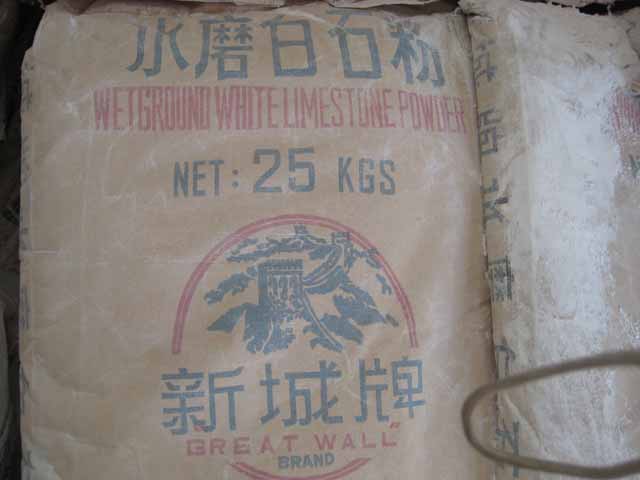 水磨白石粉
WETGROUND WHITE LIMESTONE POWDER
NET: 25 KGS
新城牌
GREAT WALL"
BRAND